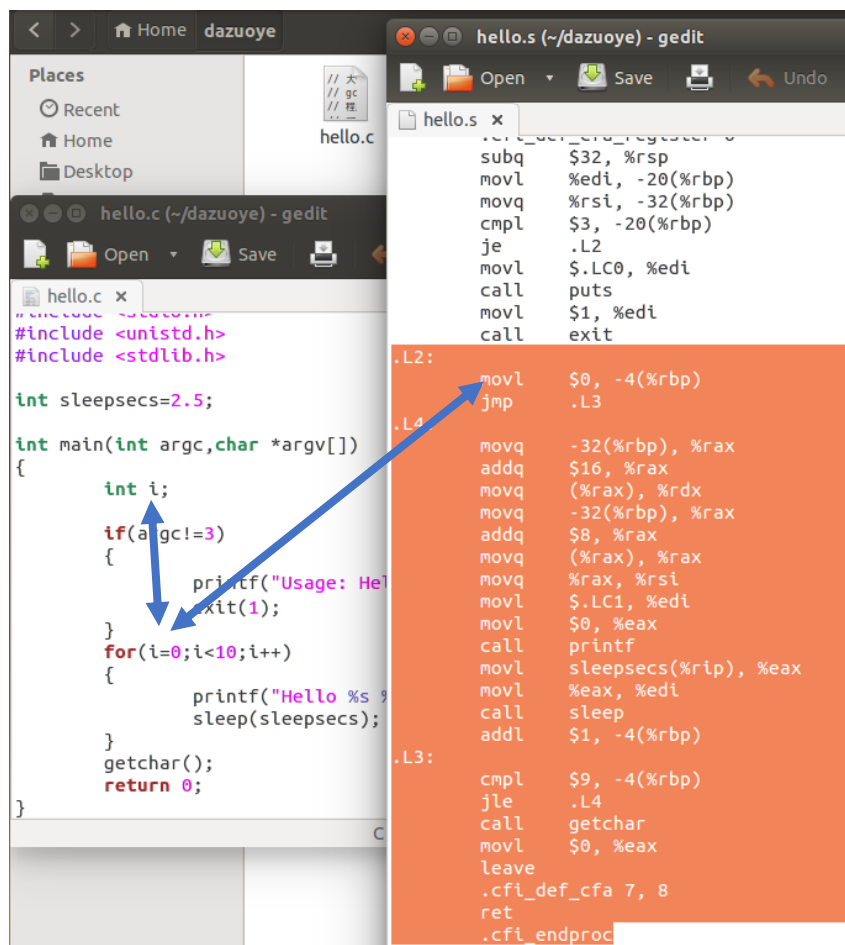 Home dazuoye
Places
Recent
Home
Desktop
// 大
// gc
// 程
hello.c
hello.c (~/dazuoye) - gedit
Open Save
hello.c ×
#include <stdio.h>
#include <unistd.h>
#include <stdlib.h>
int sleepsecs=2.5;
int main(int argc,char *argv[])
{
int i;
if(argc!=3)
{
printf("Usage: Hel
exit(1);
}
for(i=0;i<10;i++)
{
printf("Hello %s %
sleep(sleepsecs);
}
getchar();
return 0;
}
C
hello.s (~/dazuoye) - gedit
Open Save Undo
hello.s ×
.cfi_def_cfa_register 6
subq $32, %rsp
movl %edi, -20(%rbp)
movq %rsi, -32(%rbp)
cmpl $3, -20(%rbp)
je .L2
movl $.LC0, %edi
call puts
movl $1, %edi
call exit
.L2:
movl $0, -4(%rbp)
jmp .L3
.L4:
movq -32(%rbp), %rax
addq $16, %rax
movq (%rax), %rdx
movq -32(%rbp), %rax
addq $8, %rax
movq (%rax), %rax
movq %rax, %rsi
movl $.LC1, %edi
movl $0, %eax
call printf
movl sleepsecs(%rip), %eax
movl %eax, %edi
call sleep
addl $1, -4(%rbp)
.L3:
cmpl $9, -4(%rbp)
jle .L4
call getchar
movl $0, %eax
leave
.cfi_def_cfa 7, 8
ret
.cfi_endproc